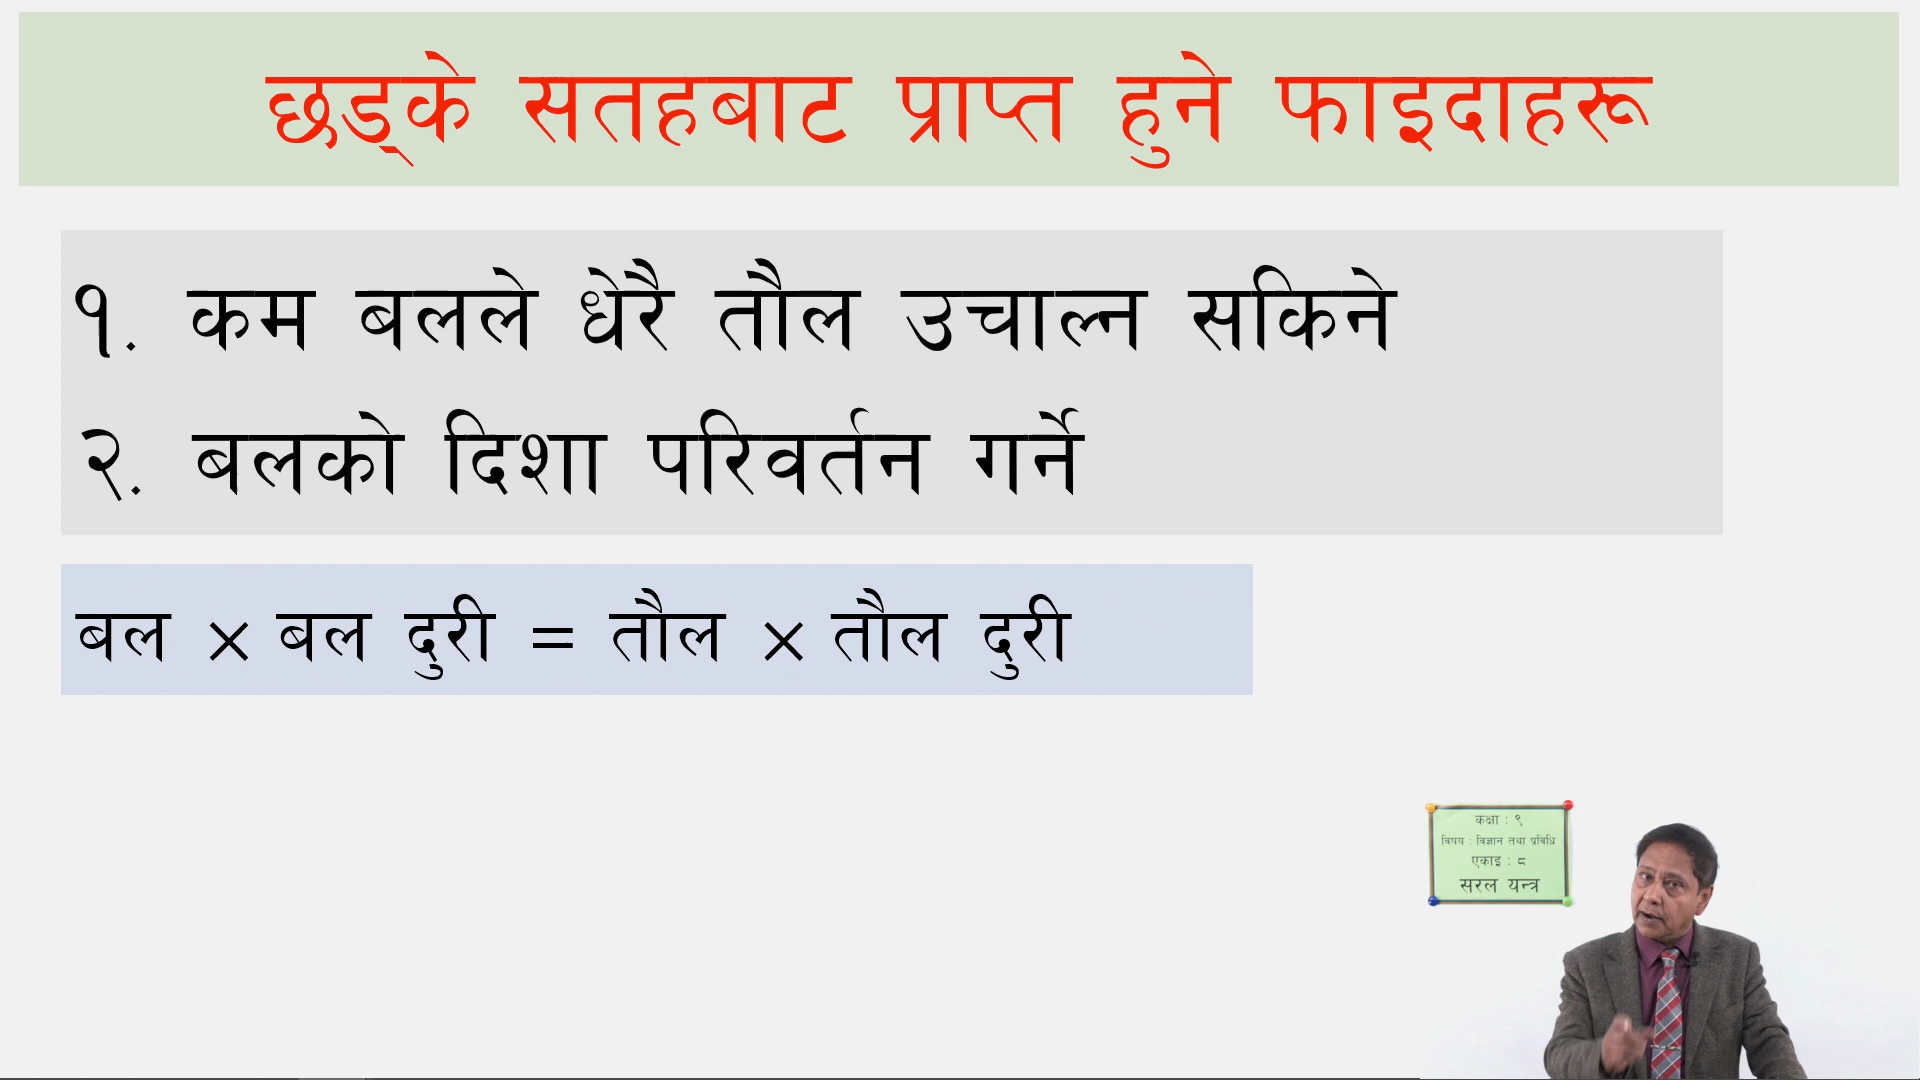 छड्के सतहबाट प्राप्त हुने फाइदाहरू
१. कम बलले धेरै तौल उचाल्न सकिने
२. बलको दिशा परिवर्तन गर्ने
बल × बल दुरी = तौल × तौल दुरी
कक्षा : ९
विषय : विज्ञान तथा प्रविधि
एकाइ : ८
सरल यन्त्र